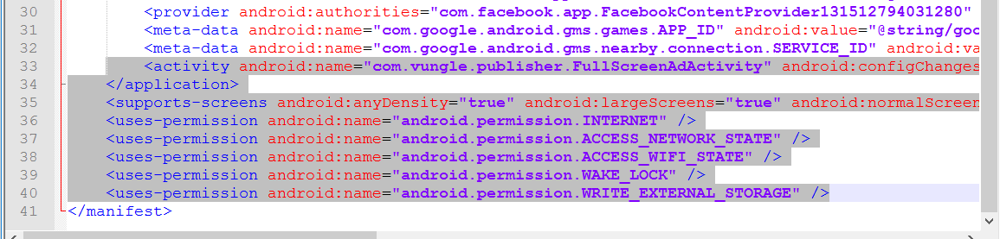 30 <provider android:authorities="com.facebook.app.FacebookContentProvider131512794031280"
31 <meta-data android:name="com.google.android.gms.games.APP_ID" android:value="@string/goo
32 <meta-data android:name="com.google.android.gms.nearby.connection.SERVICE_ID" android:va
33 <activity android:name="com.vungle.publisher.FullScreenAdActivity" android:configChanges
34 </application>
35 <supports-screens android:anyDensity="true" android:largeScreens="true" android:normalScreen
36 <uses-permission android:name="android.permission.INTERNET" />
37 <uses-permission android:name="android.permission.ACCESS_NETWORK_STATE" />
38 <uses-permission android:name="android.permission.ACCESS_WIFI_STATE" />
39 <uses-permission android:name="android.permission.WAKE_LOCK" />
40 <uses-permission android:name="android.permission.WRITE_EXTERNAL_STORAGE" />
41 </manifest>